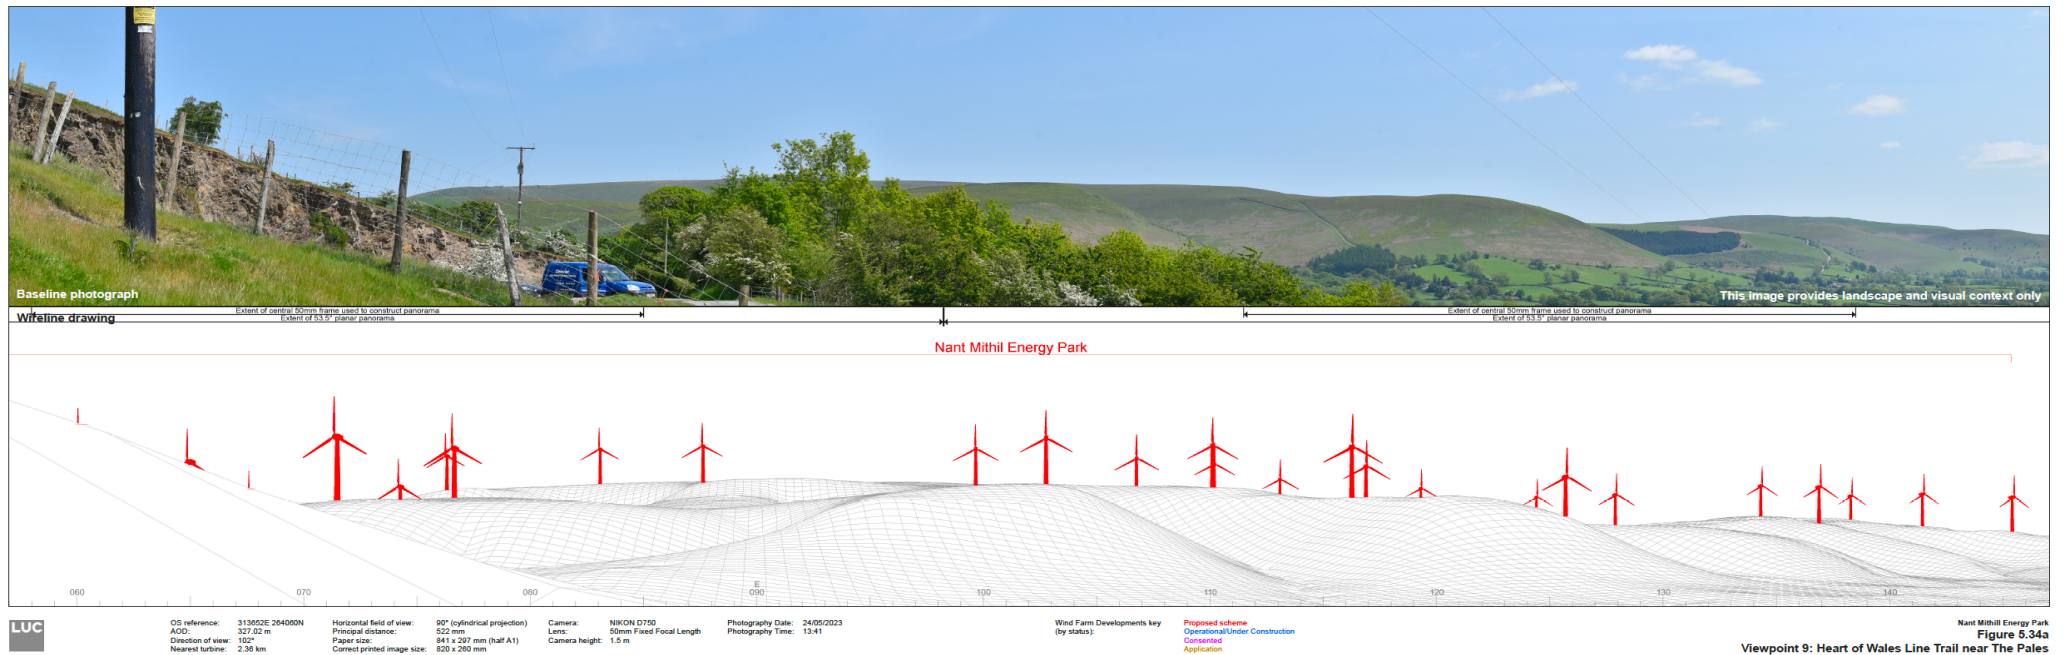 Baseline photograph
This image provides landscape and visual context only
Wireline drawing
Extent of central 50mm frame used to construct panorama
Extent of 53.5° planar panorama
Extent of central 50mm frame used to construct panorama
Extent of 53.5° planar panorama
Nant Mithil Energy Park
E
060 070 080 090 100 110 120 130 140
LUC
OS reference: 313652E 264060N
AOD: 327.02 m
Direction of view: 102°
Nearest turbine: 2.36 km
Horizontal field of view: 90° (cylindrical projection)
Principal distance: 522 mm
Paper size: 841 x 297 mm (half A1)
Correct printed image size: 820 x 260 mm
Camera: NIKON D750
Lens: 50mm Fixed Focal Length
Camera height: 1.5 m
Photography Date: 24/05/2023
Photography Time: 13:41
Wind Farm Developments key
(by status):
Proposed scheme
Operational/Under Construction
Consented
Application
Nant Mithil Energy Park
Figure 5.34a
Viewpoint 9: Heart of Wales Line Trail near The Pales